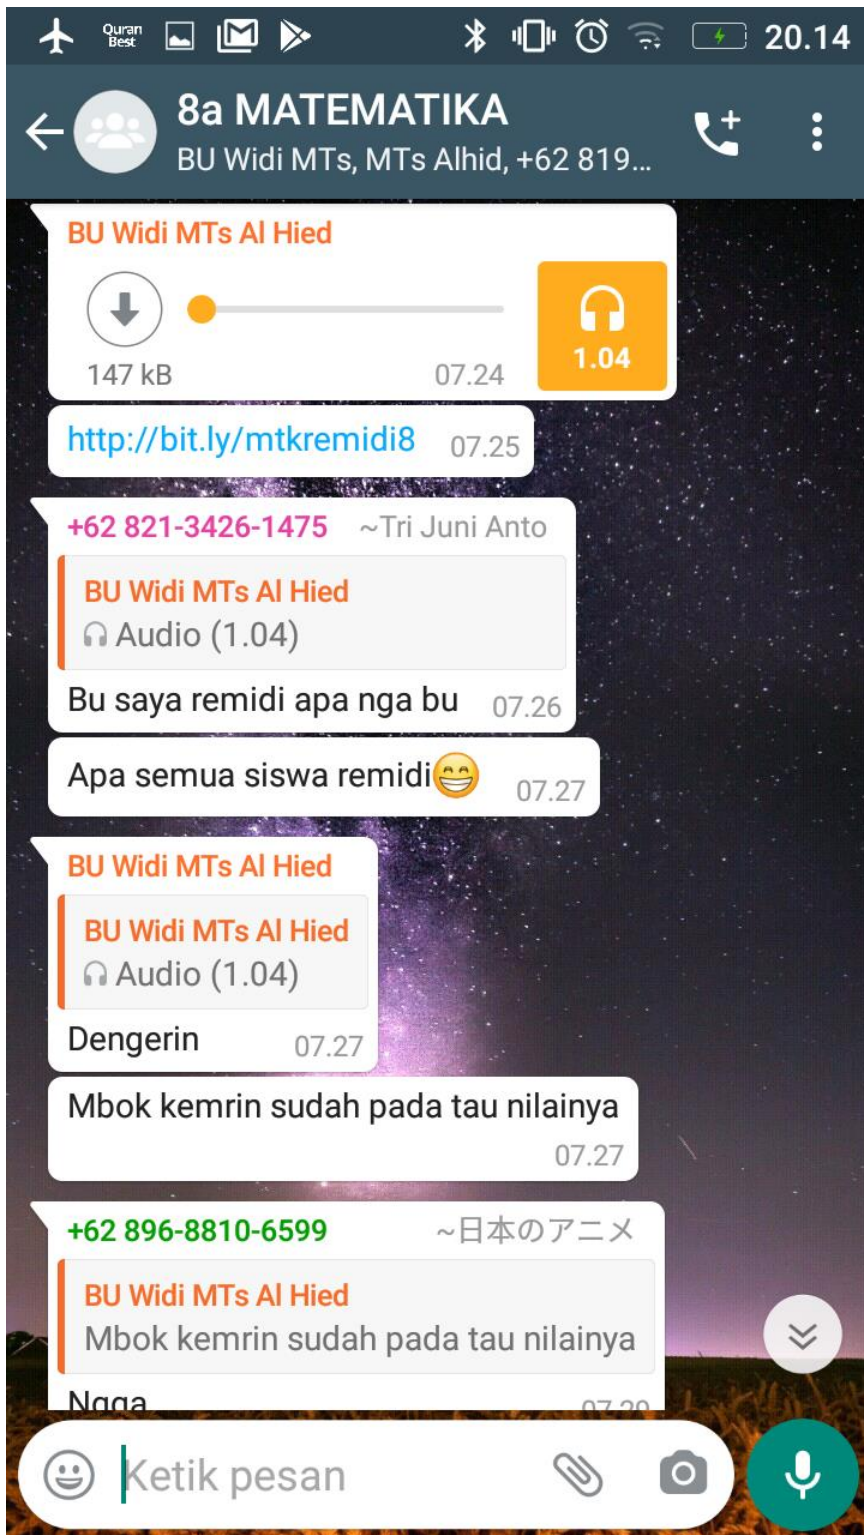 Quran Best 20.14
8a MATEMATIKA
BU Widi MTs, MTs Alhid, +62 819...
BU Widi MTs Al Hied
1.04
147 kB 07.24
http://bit.ly/mtkremidi8 07.25
+62 821-3426-1475 ~Tri Juni Anto
BU Widi MTs Al Hied
Audio (1.04)
Bu saya remidi apa nga bu 07.26
Apa semua siswa remidi😁 07.27
BU Widi MTs Al Hied
BU Widi MTs Al Hied
Audio (1.04)
Dengerin 07.27
Mbok kemrin sudah pada tau nilainya
07.27
+62 896-8810-6599 ~日本のアニメ
BU Widi MTs Al Hied
Mbok kemrin sudah pada tau nilainya
Ngga 07.29
Ketik pesan